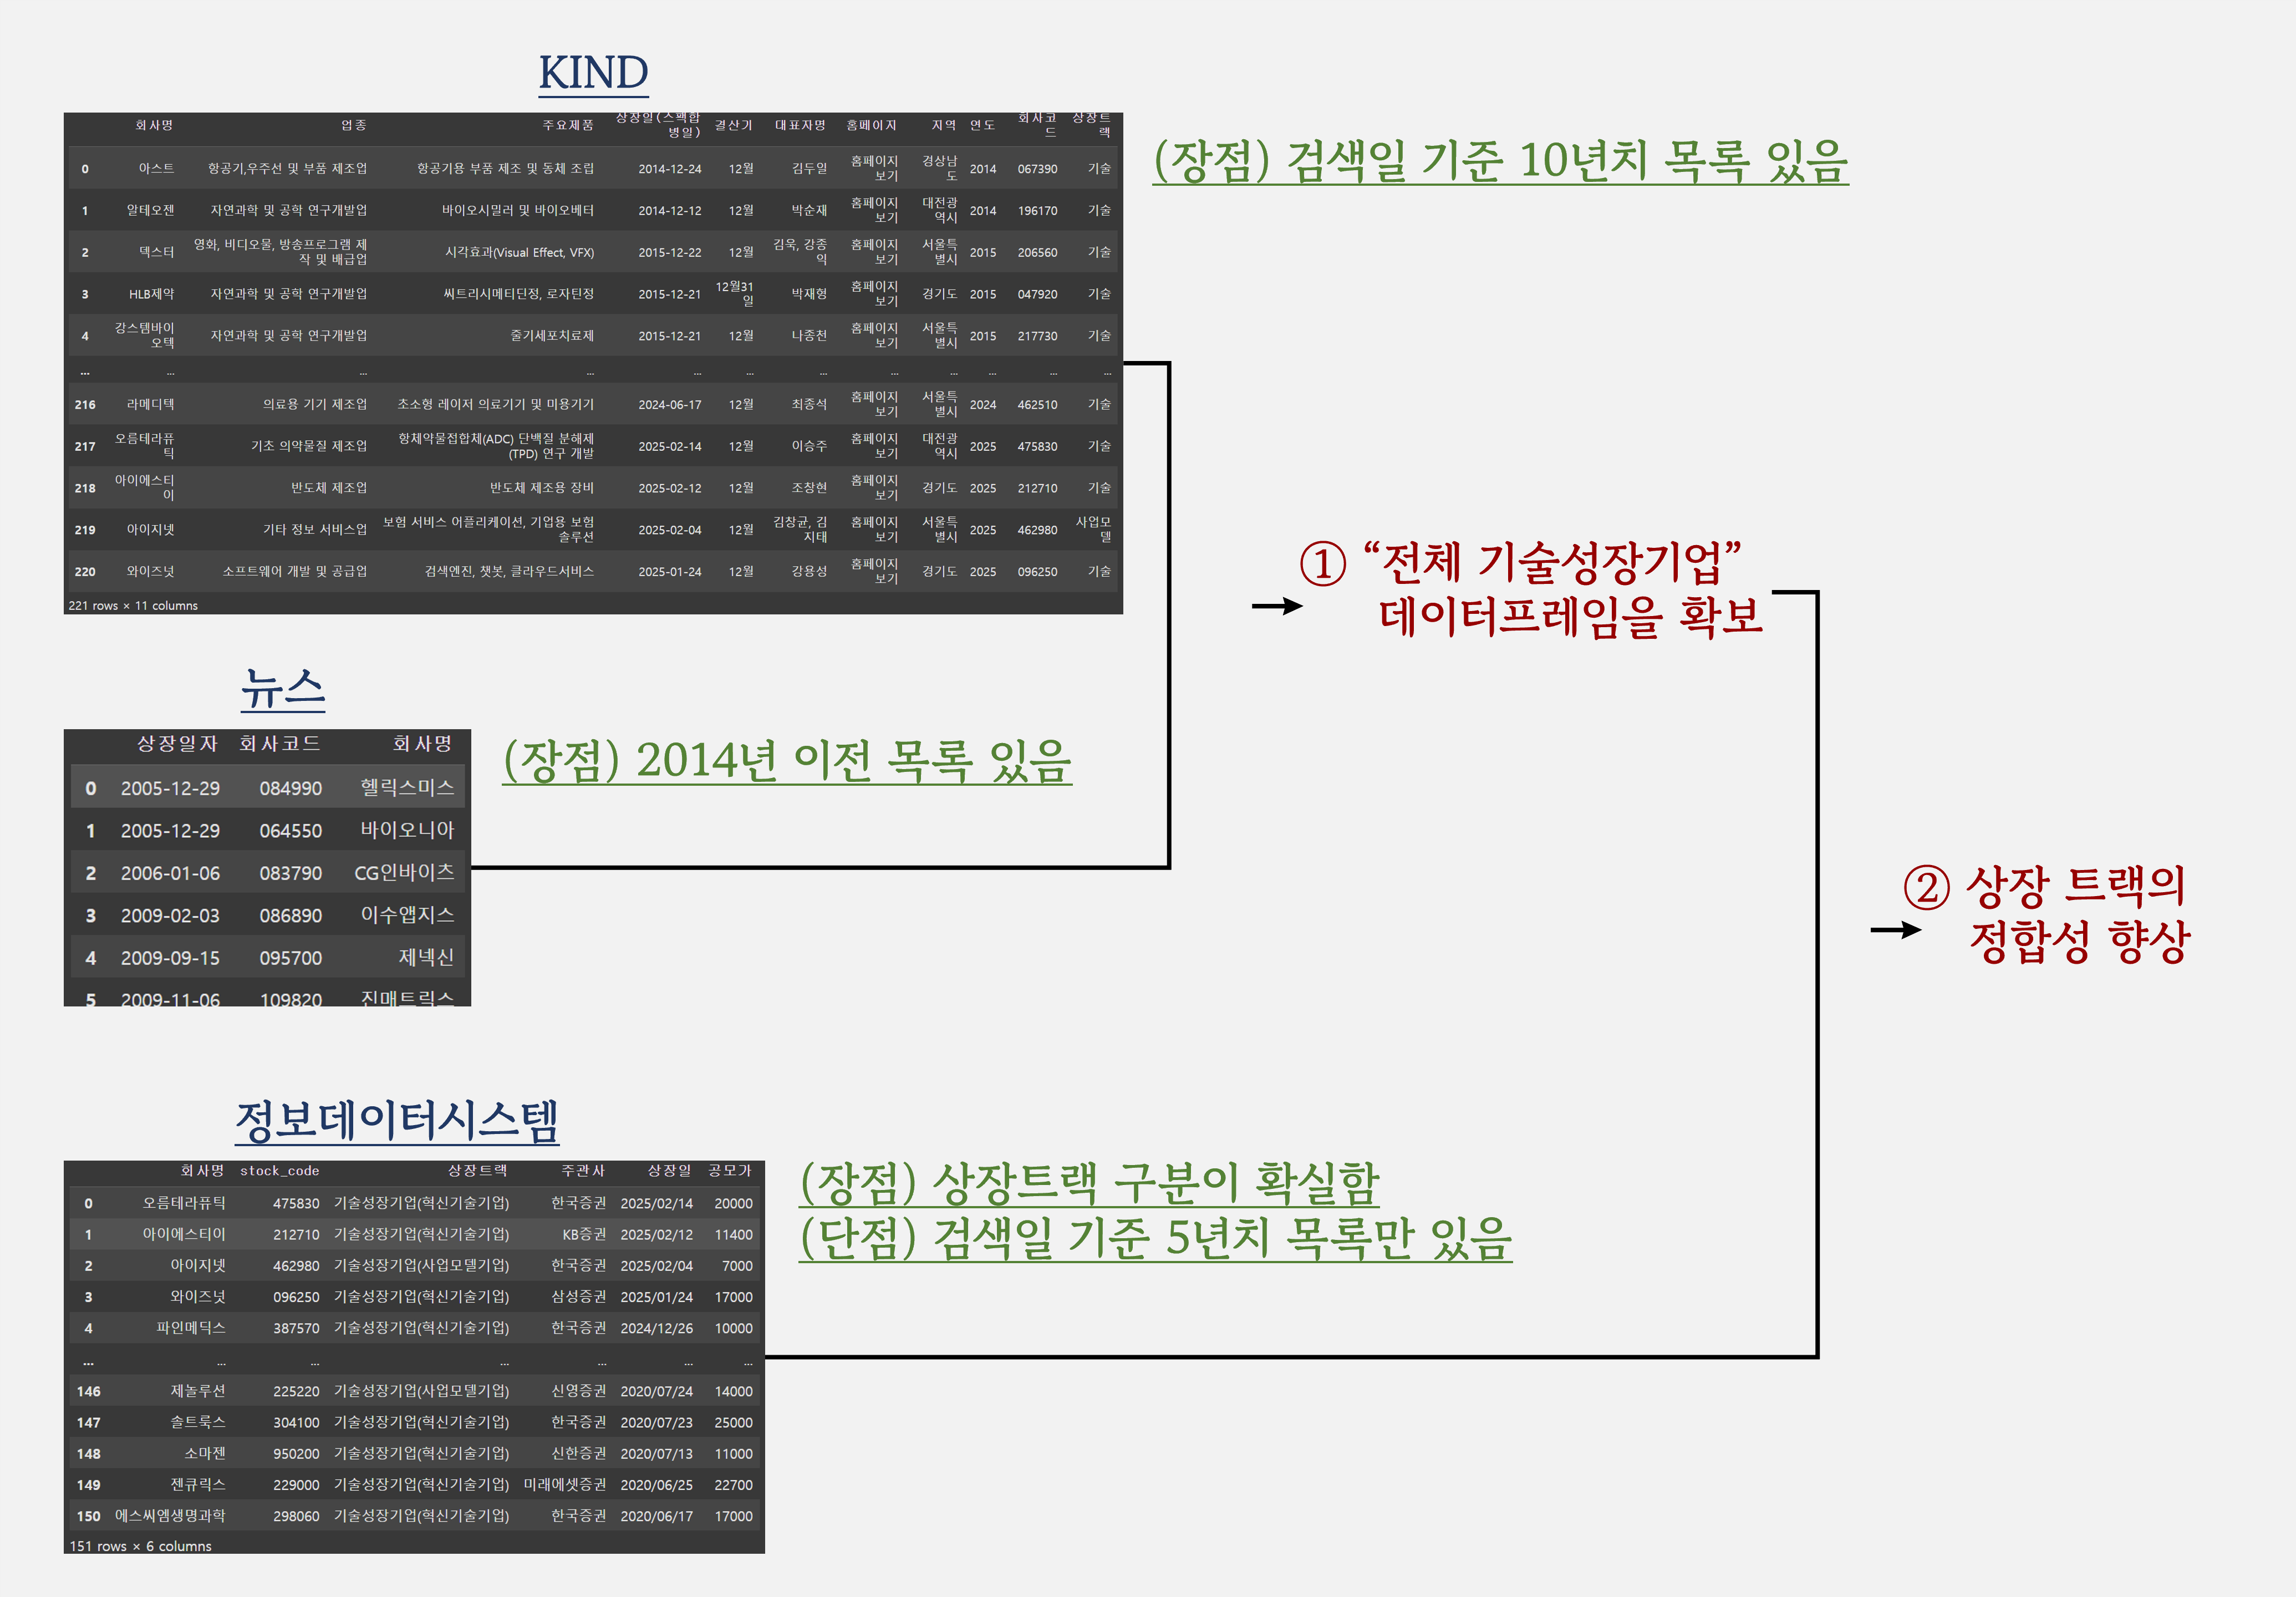 KIND
회사명 업종 주요제품 상장일(스팩합병일) 결산기 대표자명 홈페이지 지역 연도 회사코드 상장트랙
0 아스트 항공기,우주선 및 부품 제조업 항공기용 부품 제조 및 동체 조립 2014-12-24 12월 김두일 홈페이지 보기 경상남도 2014 067390 기술
1 알테오젠 자연과학 및 공학 연구개발업 바이오시밀러 및 바이오베터 2014-12-12 12월 박순재 홈페이지 보기 대전광역시 2014 196170 기술
2 덱스터 영화, 비디오물, 방송프로그램 제작 및 배급업 시각효과(Visual Effect, VFX) 2015-12-22 12월 김욱, 강종익 홈페이지 보기 서울특별시 2015 206560 기술
3 HLB제약 자연과학 및 공학 연구개발업 씨트리시메티딘정, 로자틴정 2015-12-21 12월31일 박재형 홈페이지 보기 경기도 2015 047920 기술
4 강스템바이오텍 자연과학 및 공학 연구개발업 줄기세포치료제 2015-12-21 12월 나종천 홈페이지 보기 서울특별시 2015 217730 기술
... ... ... ... ... ... ... ... ... ... ... ...
216 라메디텍 의료용 기기 제조업 초소형 레이저 의료기기 및 미용기기 2024-06-17 12월 최종석 홈페이지 보기 서울특별시 2024 462510 기술
217 오름테라퓨틱 기초 의약물질 제조업 항체약물접합체(ADC) 단백질 분해제(TPD) 연구 개발 2025-02-14 12월 이승주 홈페이지 보기 대전광역시 2025 475830 기술
218 아이에스티이 반도체 제조업 반도체 제조용 장비 2025-02-12 12월 조창현 홈페이지 보기 경기도 2025 212710 기술
219 아이지넷 기타 정보 서비스업 보험 서비스 어플리케이션, 기업용 보험 솔루션 2025-02-04 12월 김창균, 김지태 홈페이지 보기 서울특별시 2025 462980 사업모델
220 와이즈넛 소프트웨어 개발 및 공급업 검색엔진, 챗봇, 클라우드서비스 2025-01-24 12월 강용성 홈페이지 보기 경기도 2025 096250 기술
221 rows × 11 columns
(장점) 검색일 기준 10년치 목록 있음
뉴스
상장일자 회사코드 회사명
0 2005-12-29 084990 헬릭스미스
1 2005-12-29 064550 바이오니아
2 2006-01-06 083790 CG인바이츠
3 2009-02-03 086890 이수앱지스
4 2009-09-15 095700 제넥신
5 2009-11-06 109820 진매트릭스
(장점) 2014년 이전 목록 있음
① “전체 기술성장기업”
데이터프레임을 확보
정보데이터시스템
회사명 stock_code 상장트랙 주관사 상장일 공모가
0 오름테라퓨틱 475830 기술성장기업(혁신기술기업) 한국증권 2025/02/14 20000
1 아이에스티이 212710 기술성장기업(혁신기술기업) KB증권 2025/02/12 11400
2 아이지넷 462980 기술성장기업(사업모델기업) 한국증권 2025/02/04 7000
3 와이즈넛 096250 기술성장기업(혁신기술기업) 삼성증권 2025/01/24 17000
4 파인메딕스 387570 기술성장기업(혁신기술기업) 한국증권 2024/12/26 10000
... ... ... ... ... ... ...
146 제놀루션 225220 기술성장기업(사업모델기업) 신영증권 2020/07/24 14000
147 솔트룩스 304100 기술성장기업(혁신기술기업) 한국증권 2020/07/23 25000
148 소마젠 950200 기술성장기업(혁신기술기업) 신한증권 2020/07/13 11000
149 젠큐릭스 229000 기술성장기업(혁신기술기업) 미래에셋증권 2020/06/25 22700
150 에스씨엠생명과학 298060 기술성장기업(혁신기술기업) 한국증권 2020/06/17 17000
151 rows × 6 columns
(장점) 상장트랙 구분이 확실함
(단점) 검색일 기준 5년치 목록만 있음
② 상장 트랙의
정합성 향상